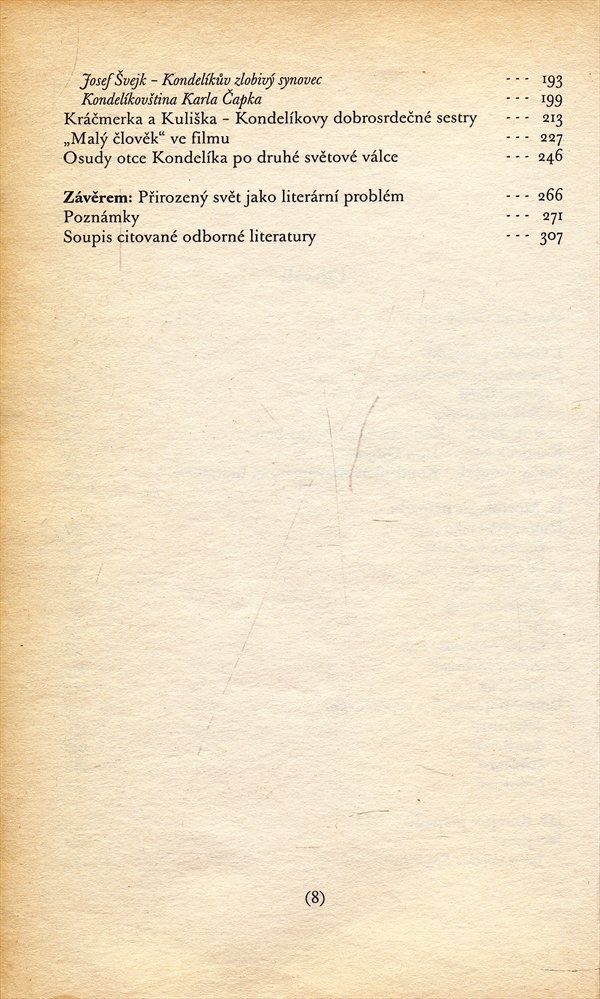 Josef Švejk – Kondelíkův zlobivý synovec - - - 193
Kondelíkovština Karla Čapka - - - 199
Kráčmerka a Kuliška – Kondelíkovy dobrosrdečné sestry - - - 213
„Malý člověk“ ve filmu - - - 227
Osudy otce Kondelíka po druhé světové válce - - - 246
Závěrem: Přirozený svět jako literární problém - - - 266
Poznámky - - - 271
Soupis citované odborné literatury - - - 307
(8)